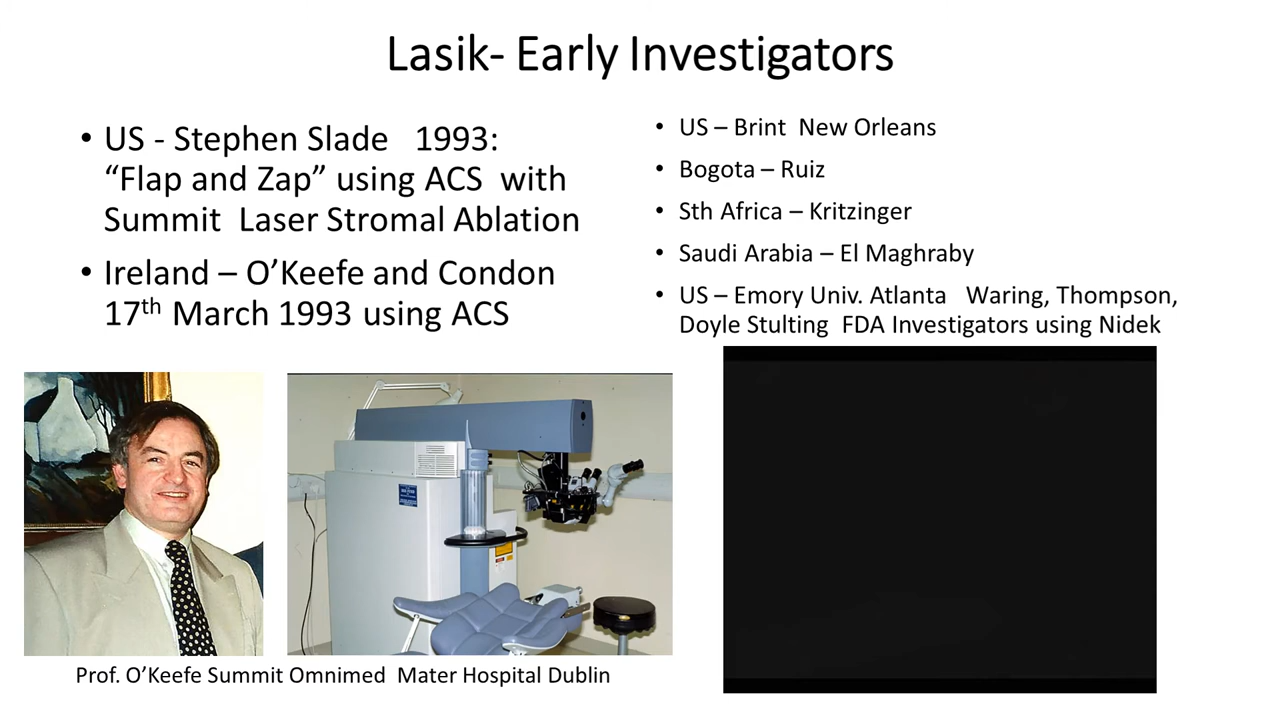 Lasik- Early Investigators
• US - Stephen Slade 1993:
“Flap and Zap” using ACS with
Summit Laser Stromal Ablation
• Ireland – O’Keefe and Condon
17th March 1993 using ACS
• US – Brint New Orleans
• Bogota – Ruiz
• Sth Africa – Kritzinger
• Saudi Arabia – El Maghraby
• US – Emory Univ. Atlanta Waring, Thompson,
Doyle Stulting FDA Investigators using Nidek
Prof. O’Keefe Summit Omnimed Mater Hospital Dublin